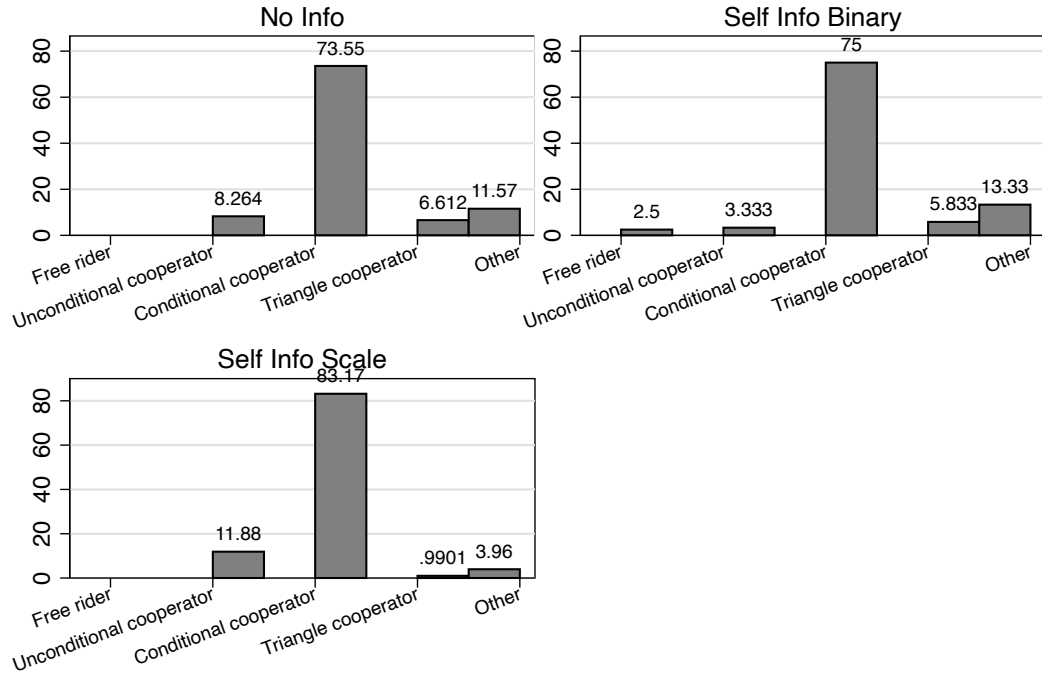 No Info
80
60
40
20
0
8.264
73.55
6.612
11.57
Free rider
Unconditional cooperator
Conditional cooperator
Triangle cooperator
Other
Self Info Binary
80
60
40
20
0
2.5
3.333
75
5.833
13.33
Free rider
Unconditional cooperator
Conditional cooperator
Triangle cooperator
Other
Self Info Scale
80
60
40
20
0
11.88
83.17
.9901
3.96
Free rider
Unconditional cooperator
Conditional cooperator
Triangle cooperator
Other